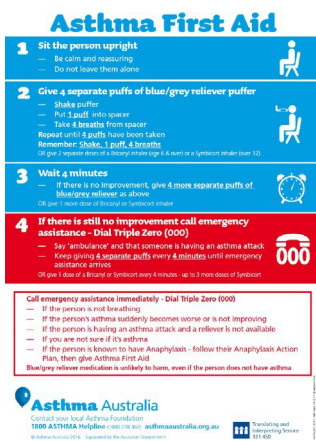 Asthma First Aid
1 Sit the person upright
— Be calm and reassuring
— Do not leave them alone
2 Give 4 separate puffs of blue/grey reliever puffer
— Shake puffer
— Put 1 puff into spacer
— Take 4 breaths from spacer
Repeat until 4 puffs have been taken
Remember: Shake, 1 puff, 4 breaths
OR give 2 separate doses of a Bricanyl inhaler (age 6 & over) or a Symbicort inhaler (over 12)
3 Wait 4 minutes
— If there is no improvement, give 4 more separate puffs of
blue/grey reliever as above
OR give 1 more dose of Bricanyl or Symbicort inhaler
4 If there is still no improvement call emergency
assistance - Dial Triple Zero (000)
— Say 'ambulance' and that someone is having an asthma attack
— Keep giving 4 separate puffs every 4 minutes until emergency
assistance arrives
OR give 1 dose of a Bricanyl or Symbicort every 4 minutes - up to 3 more doses of Symbicort
000
Call emergency assistance immediately - Dial Triple Zero (000)
— If the person is not breathing
— If the person's asthma suddenly becomes worse or is not improving
— If the person is having an asthma attack and a reliever is not available
— If you are not sure if it's asthma
— If the person is known to have Anaphylaxis - follow their Anaphylaxis Action
Plan, then give Asthma First Aid
Blue/grey reliever medication is unlikely to harm, even if the person does not have asthma
Asthma Australia
Contact your local Asthma Foundation
1800 ASTHMA Helpline (1800 278 462) asthmaaustralia.org.au
© Asthma Australia 2016 Supported by the Australian Government
Translating and
Interpreting Service
131 450